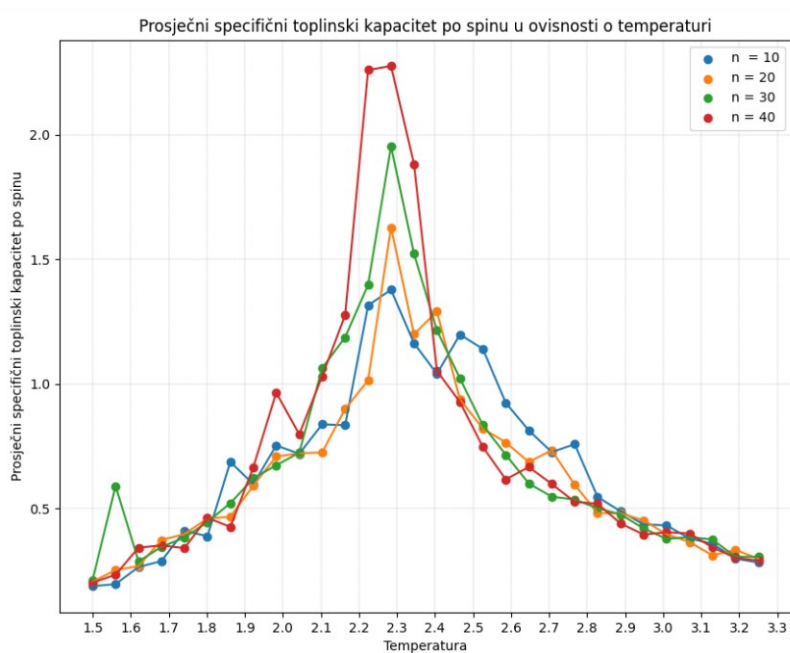 Prosječni specifični toplinski kapacitet po spinu u ovisnosti o temperaturi
n  = 10
n = 20
n = 30
n = 40
Prosječni specifični toplinski kapacitet po spinu
2.0
1.5
1.0
0.5
1.5 1.6 1.7 1.8 1.9 2.0 2.1 2.2 2.3 2.4 2.5 2.6 2.7 2.8 2.9 3.0 3.1 3.2 3.3
Temperatura